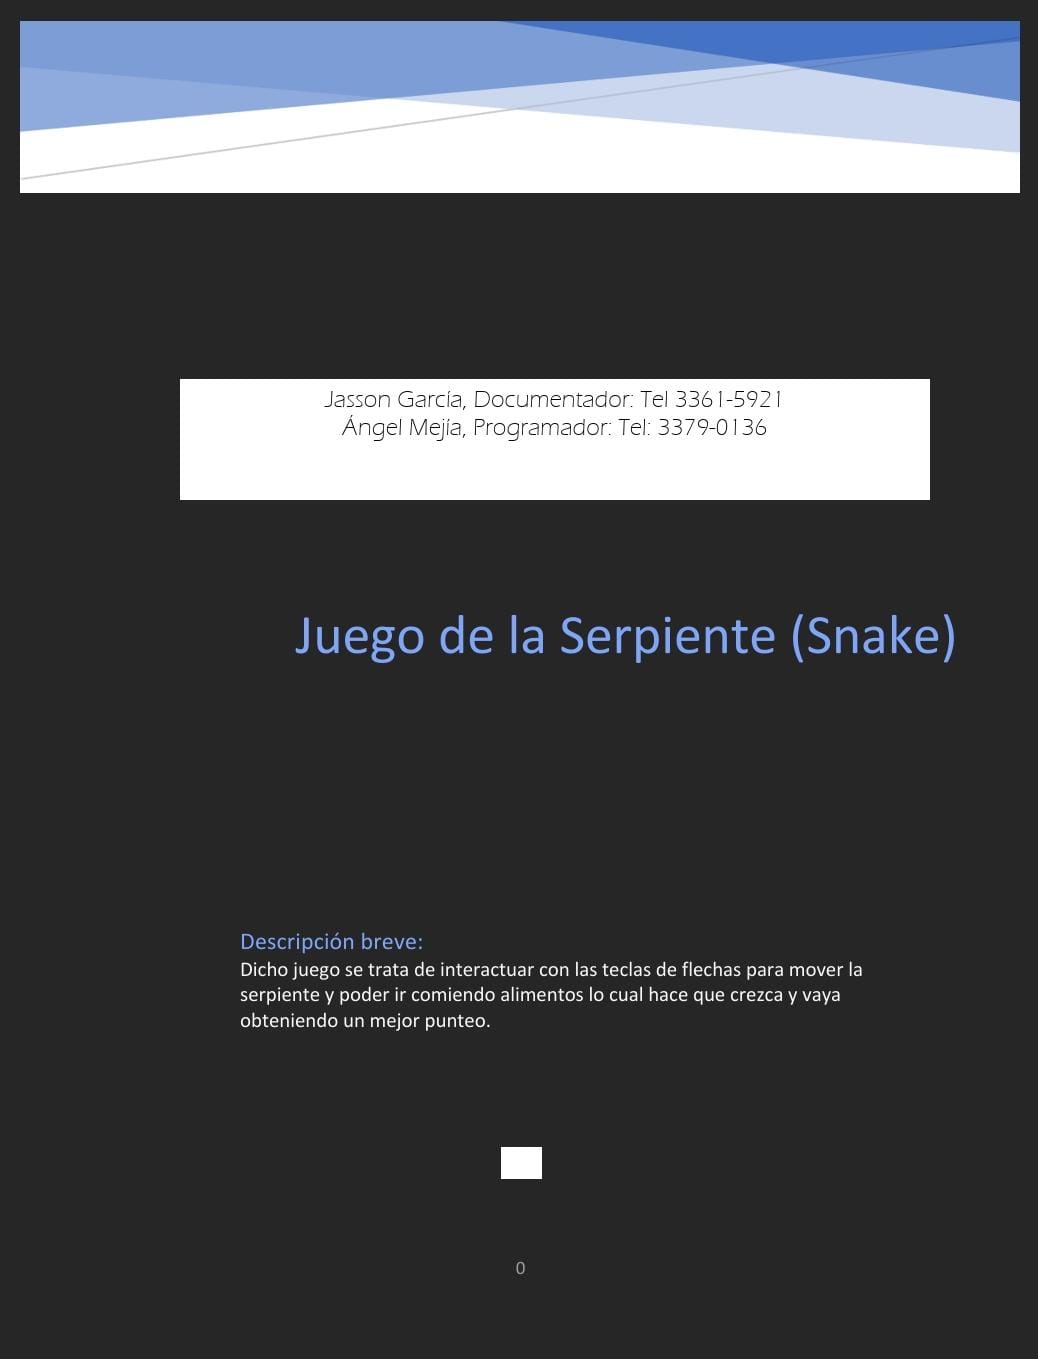 Jasson García, Documentador: Tel 3361-5921
Ángel Mejía, Programador: Tel: 3379-0136
Juego de la Serpiente (Snake)
Descripción breve:
Dicho juego se trata de interactuar con las teclas de flechas para mover la
serpiente y poder ir comiendo alimentos lo cual hace que crezca y vaya
obteniendo un mejor punteo.
0